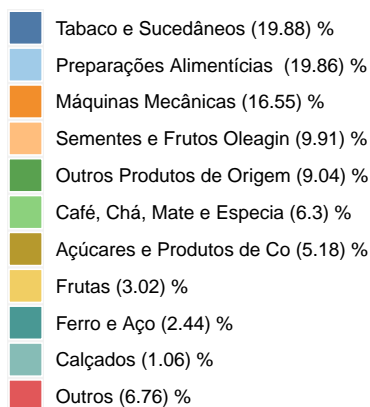 Tabaco e Sucedâneos (19.88) %
Preparações Alimentícias  (19.86) %
Máquinas Mecânicas (16.55) %
Sementes e Frutos Oleagin (9.91) %
Outros Produtos de Origem (9.04) %
Café, Chá, Mate e Especia (6.3) %
Açúcares e Produtos de Co (5.18) %
Frutas (3.02) %
Ferro e Aço (2.44) %
Calçados (1.06) %
Outros (6.76) %